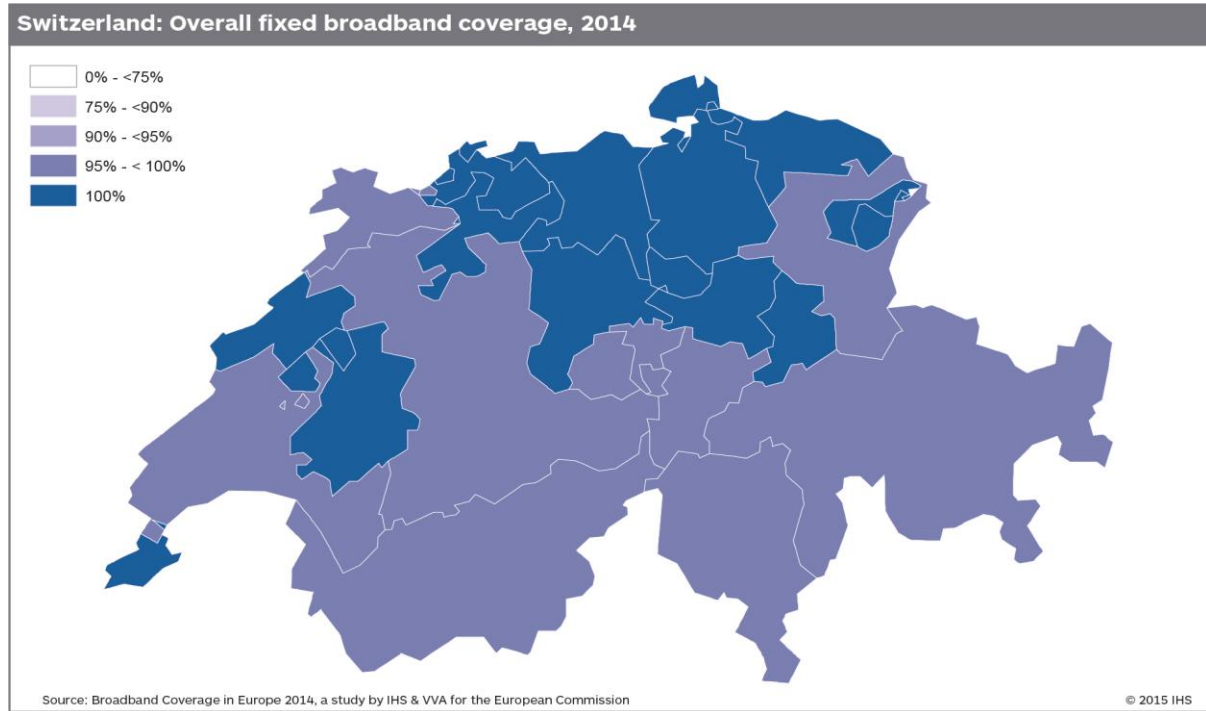 Switzerland: Overall fixed broadband coverage, 2014
0% - <75%
75% - <90%
90% - <95%
95% - < 100%
100%
Source: Broadband Coverage in Europe 2014, a study by IHS & VVA for the European Commission
© 2015 IHS